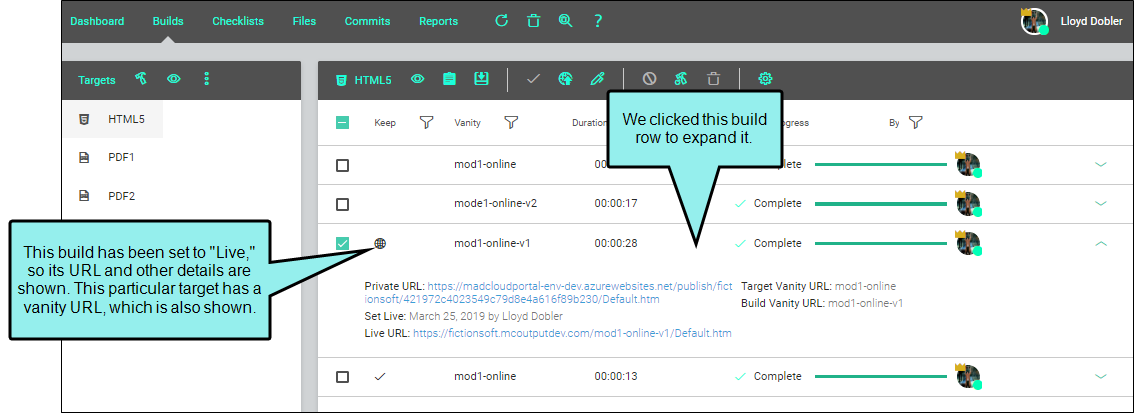 Dashboard Builds Checklists Files Commits Reports ? Lloyd Dobler
Targets
HTML5
HTML5
PDF1
PDF2
Keep Vanity Duration ogress By
We clicked this build
row to expand it.
mod1-online 00:00: Complete
mode1-online-v2 00:00:17 Complete
mod1-online-v1 00:00:28 Complete
This build has been set to "Live,"
so its URL and other details are
shown. This particular target has a
vanity URL, which is also shown.
Private URL: https://madcloudportal-env-dev.azurewebsites.net/publish/fict
ionsoft/421972c4023549c79d8e4a616f89b230/Default.htm
Set Live: March 25, 2019 by Lloyd Dobler
Live URL: https://fictionsoft.mcoutputdev.com/mod1-online-v1/Default.htm
Target Vanity URL: mod1-online
Build Vanity URL: mod1-online-v1
mod1-online 00:00:13 Complete